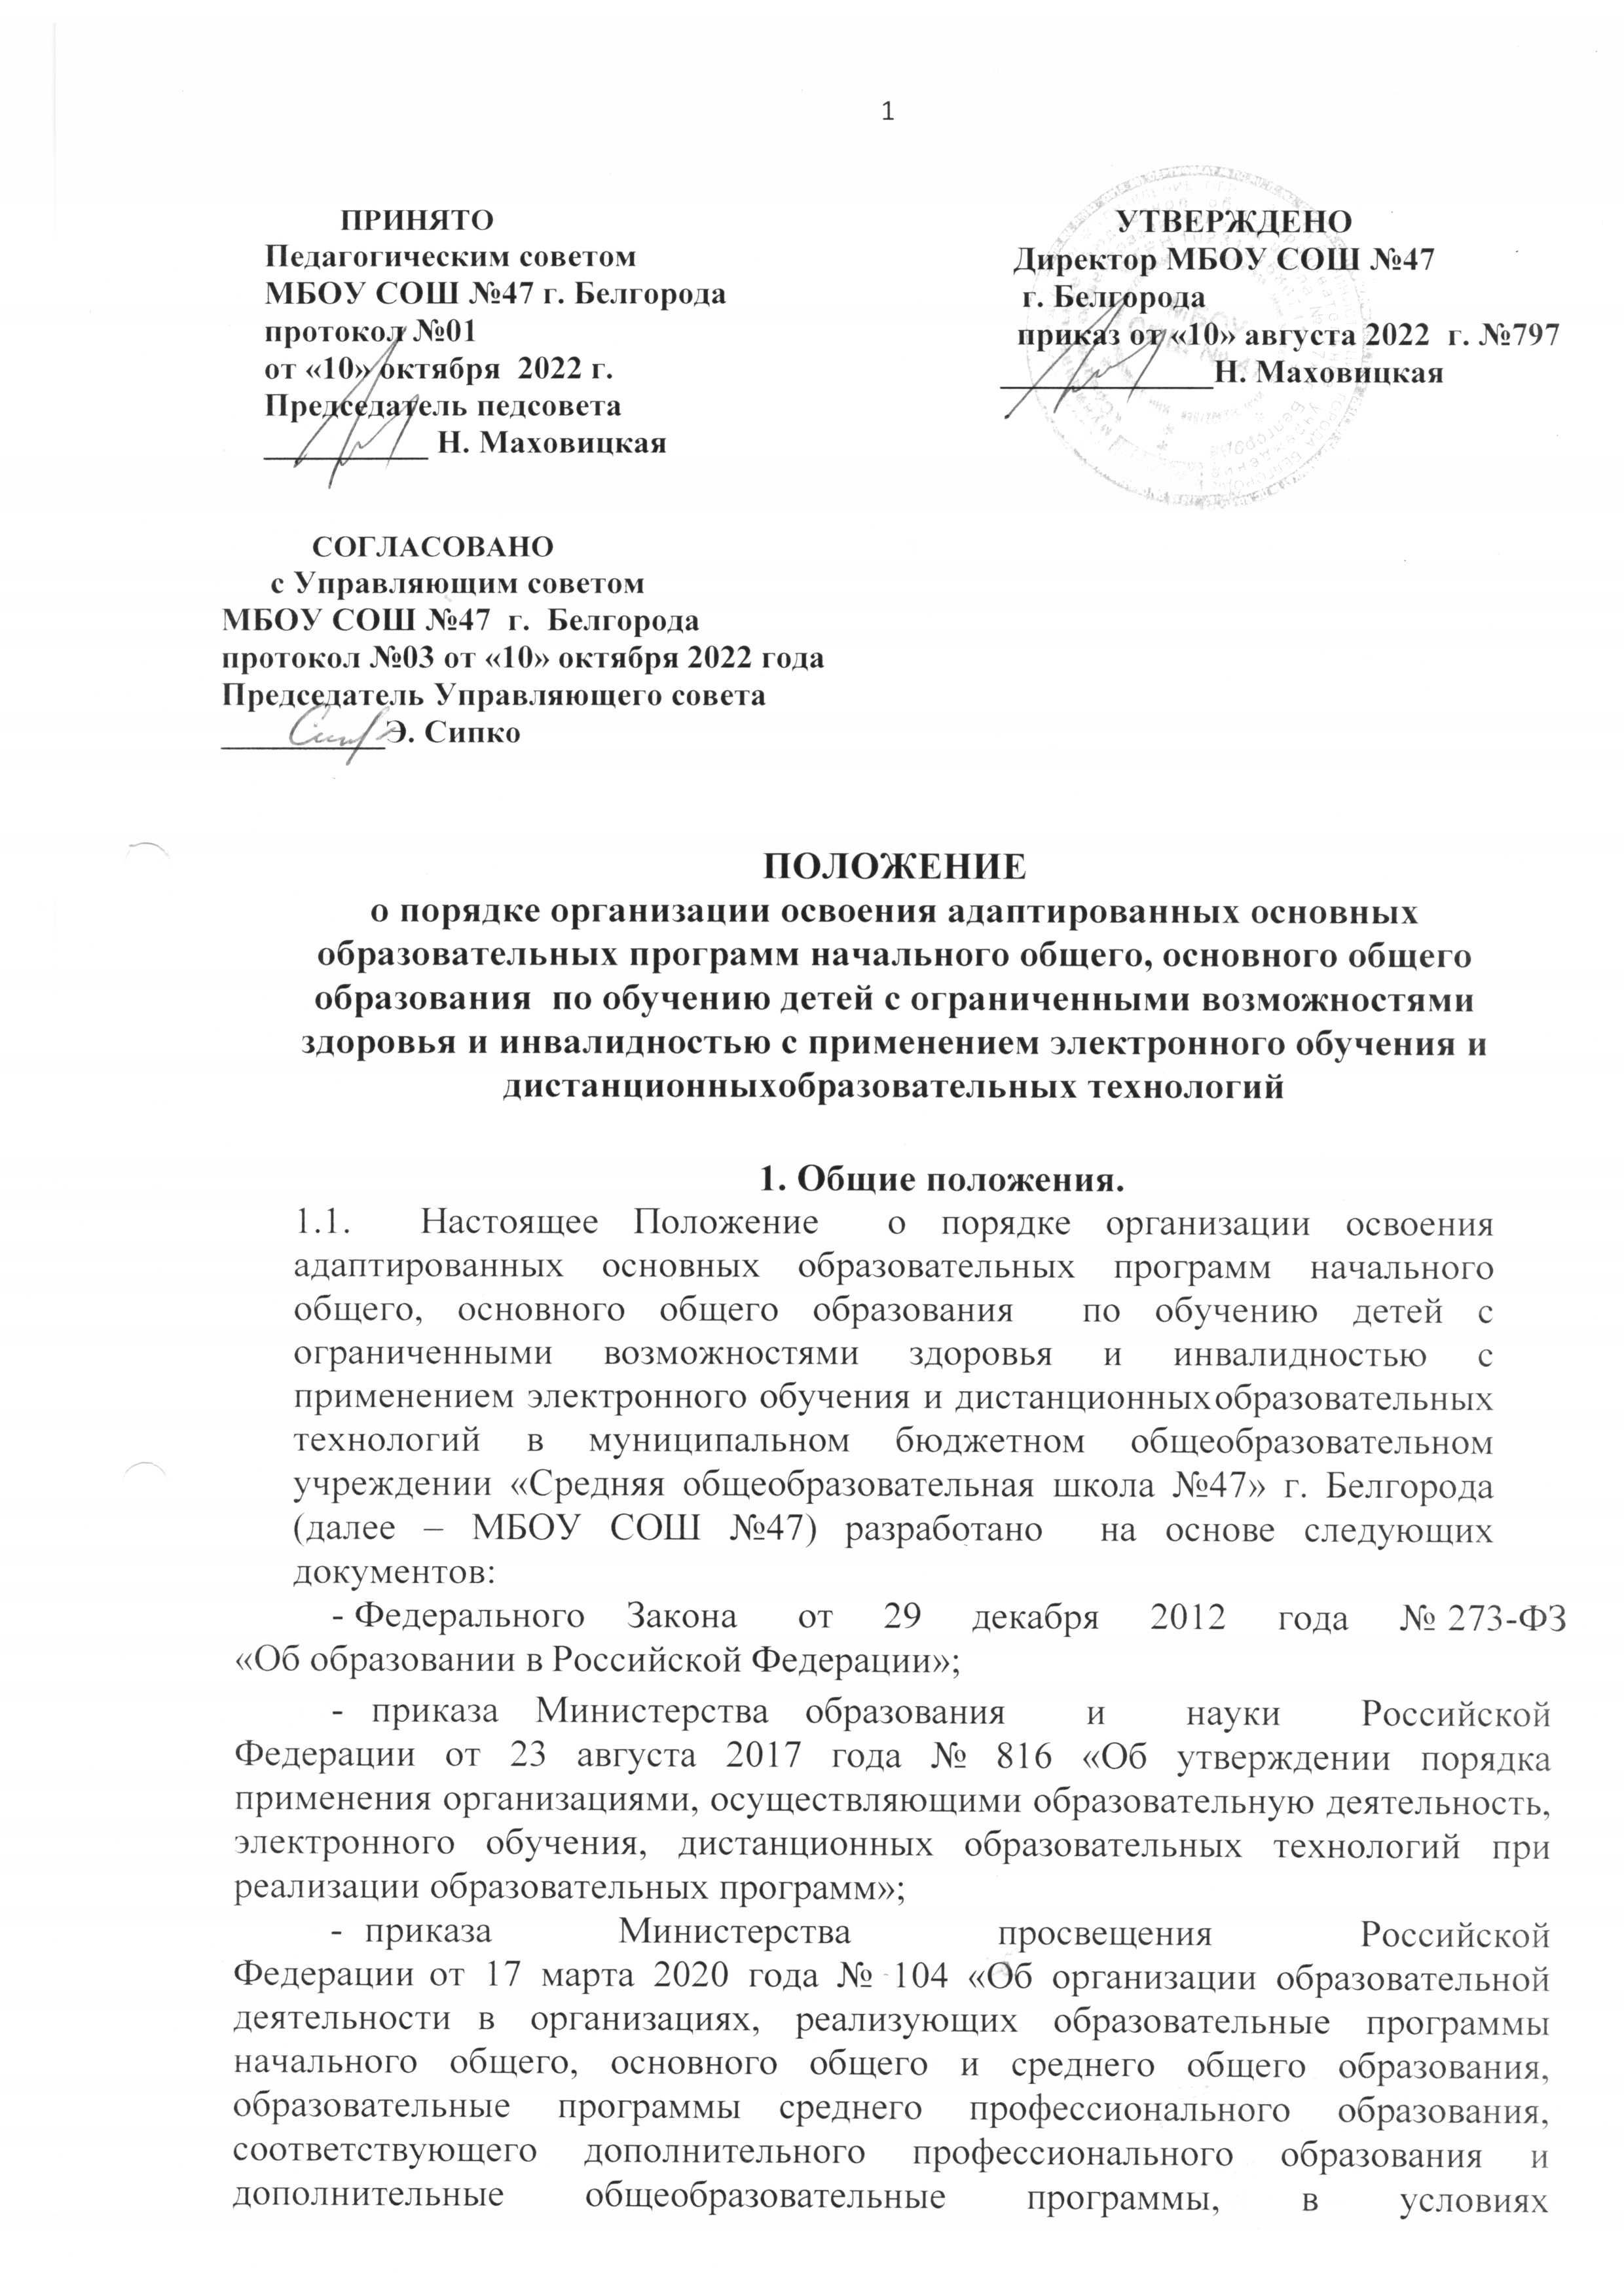 1
ПРИНЯТО
Педагогическим советом
МБОУ СОШ №47 г. Белгорода
протокол №01
от «10» октября 2022 г.
Председатель педсовета
__________ Н. Маховицкая
УТВЕРЖДЕНО
Директор МБОУ СОШ №47
г. Белгорода
приказ от «10» августа 2022 г. №797
_____________Н. Маховицкая
СОГЛАСОВАНО
с Управляющим советом
МБОУ СОШ №47 г. Белгорода
протокол №03 от «10» октября 2022 года
Председатель Управляющего совета
__________Э. Сипко
ПОЛОЖЕНИЕ
о порядке организации освоения адаптированных основных
образовательных программ начального общего, основного общего
образования по обучению детей с ограниченными возможностями
здоровья и инвалидностью с применением электронного обучения и
дистанционныхобразовательных технологий
1. Общие положения.
1.1. Настоящее Положение о порядке организации освоения
адаптированных основных образовательных программ начального
общего, основного общего образования по обучению детей с
ограниченными возможностями здоровья и инвалидностью с
применением электронного обучения и дистанционныхобразовательных
технологий в муниципальном бюджетном общеобразовательном
учреждении «Средняя общеобразовательная школа №47» г. Белгорода
(далее – МБОУ СОШ №47) разработано на основе следующих
документов:
- Федерального Закона от 29 декабря 2012 года № 273-ФЗ
«Об образовании в Российской Федерации»;
- приказа Министерства образования и науки Российской
Федерации от 23 августа 2017 года № 816 «Об утверждении порядка
применения организациями, осуществляющими образовательную деятельность,
электронного обучения, дистанционных образовательных технологий при
реализации образовательных программ»;
- приказа Министерства просвещения Российской
Федерации от 17 марта 2020 года № 104 «Об организации образовательной
деятельности в организациях, реализующих образовательные программы
начального общего, основного общего и среднего общего образования,
образовательные программы среднего профессионального образования,
соответствующего дополнительного профессионального образования и
дополнительные общеобразовательные программы, в условиях